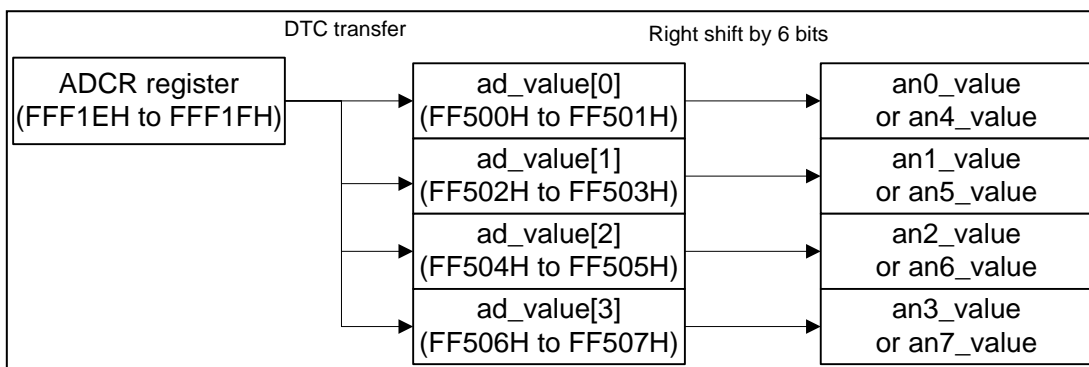 DTC transfer
Right shift by 6 bits
ADCR register
(FFF1EH to FFF1FH)
ad_value[0]
(FF500H to FF501H)
an0_value
or an4_value
ad_value[1]
(FF502H to FF503H)
an1_value
or an5_value
ad_value[2]
(FF504H to FF505H)
an2_value
or an6_value
ad_value[3]
(FF506H to FF507H)
an3_value
or an7_value